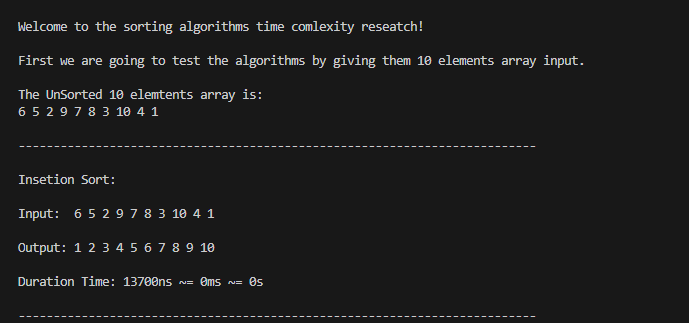 Welcome to the sorting algorithms time comlexity reseatch!
First we are going to test the algorithms by giving them 10 elements array input.
The UnSorted 10 elemtents array is:
6 5 2 9 7 8 3 10 4 1
--------------------------------------------------------------------------
Insetion Sort:
Input:  6 5 2 9 7 8 3 10 4 1
Output: 1 2 3 4 5 6 7 8 9 10
Duration Time: 13700ns ~= 0ms ~= 0s
--------------------------------------------------------------------------